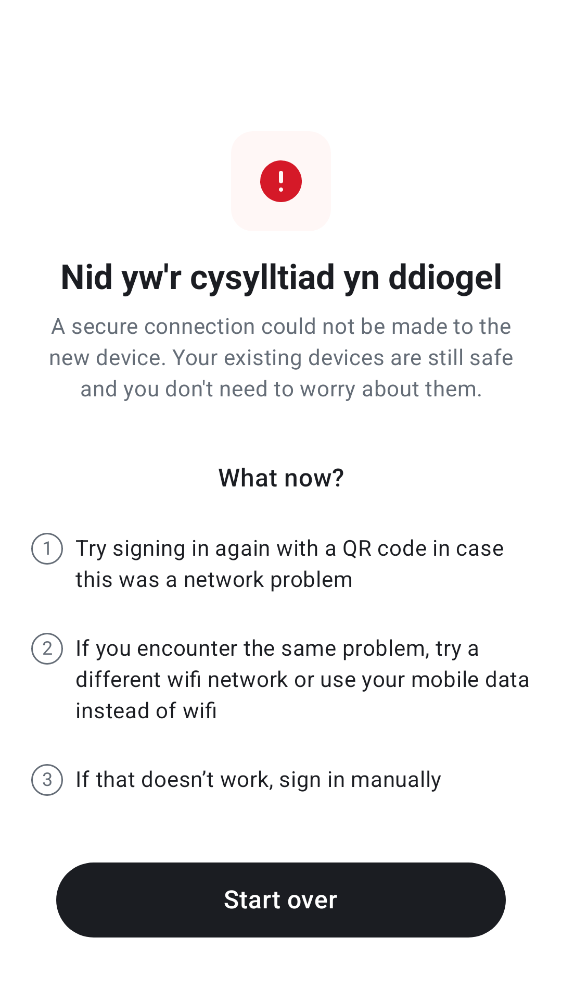 Nid yw'r cysylltiad yn ddiogel
A secure connection could not be made to the
new device. Your existing devices are still safe
and you don't need to worry about them.
What now?
1 Try signing in again with a QR code in case
this was a network problem
2 If you encounter the same problem, try a
different wifi network or use your mobile data
instead of wifi
3 If that doesn’t work, sign in manually
Start over